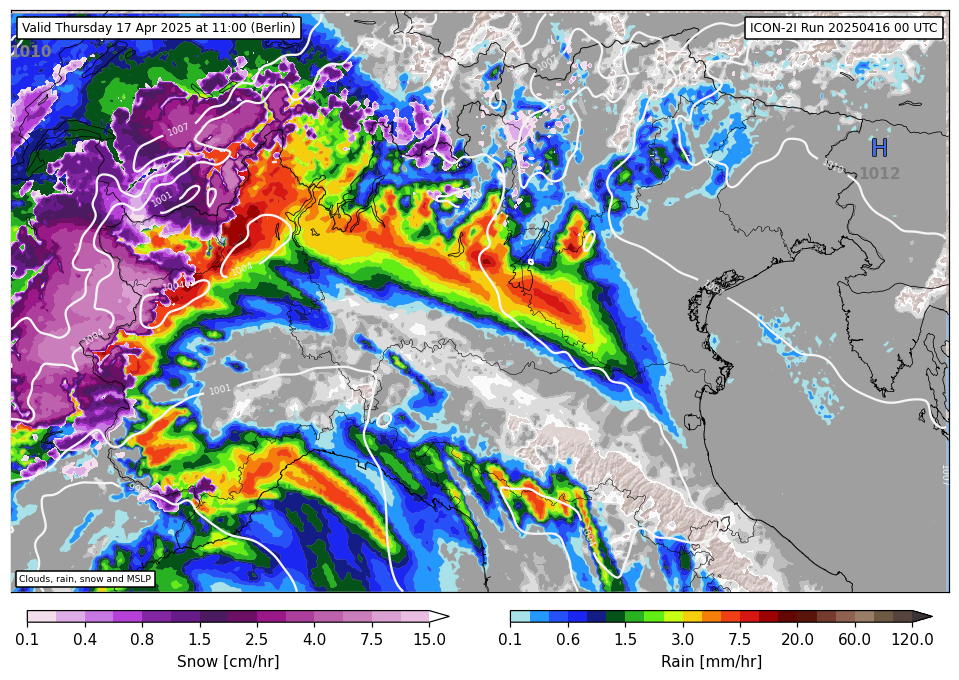 Valid Thursday 17 Apr 2025 at 11:00 (Berlin)
ICON-2I Run 20250416 00 UTC
1010
1007
H
1012
1001
1004
1004
1004
1001
1007
Clouds, rain, snow and MSLP
0.1 0.4 0.8 1.5 2.5 4.0 7.5 15.0
Snow [cm/hr]
0.1 0.6 1.5 3.0 7.5 20.0 60.0 120.0
Rain [mm/hr]